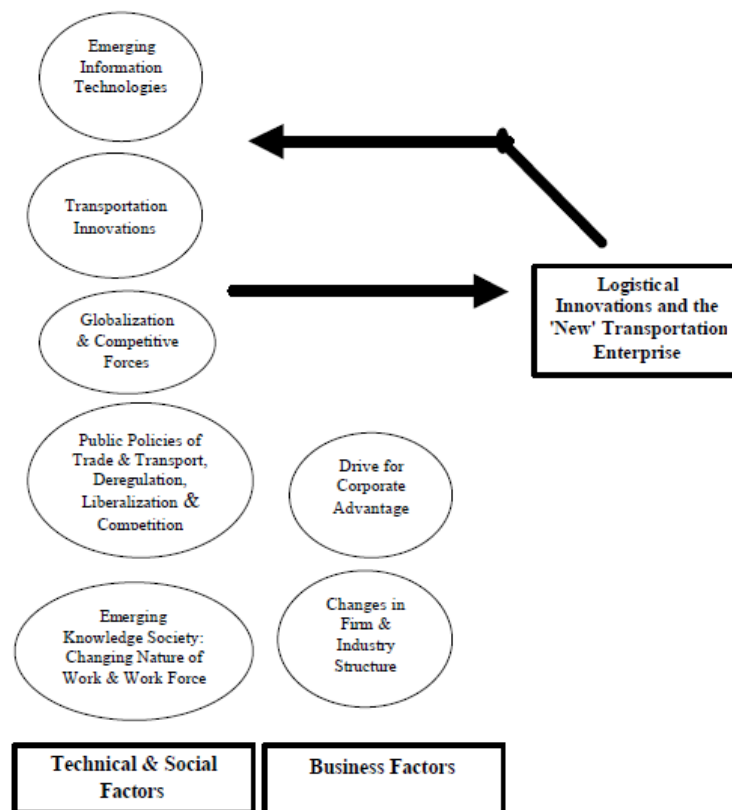 Emerging
Information
Technologies
Transportation
Innovations
Globalization
& Competitive
Forces
Logistical
Innovations and the
'New' Transportation
Enterprise
Public Policies of
Trade & Transport,
Deregulation,
Liberalization &
Competition
Drive for
Corporate
Advantage
Emerging
Knowledge Society:
Changing Nature of
Work & Work Force
Changes in
Firm &
Industry
Structure
Technical & Social
Factors
Business Factors